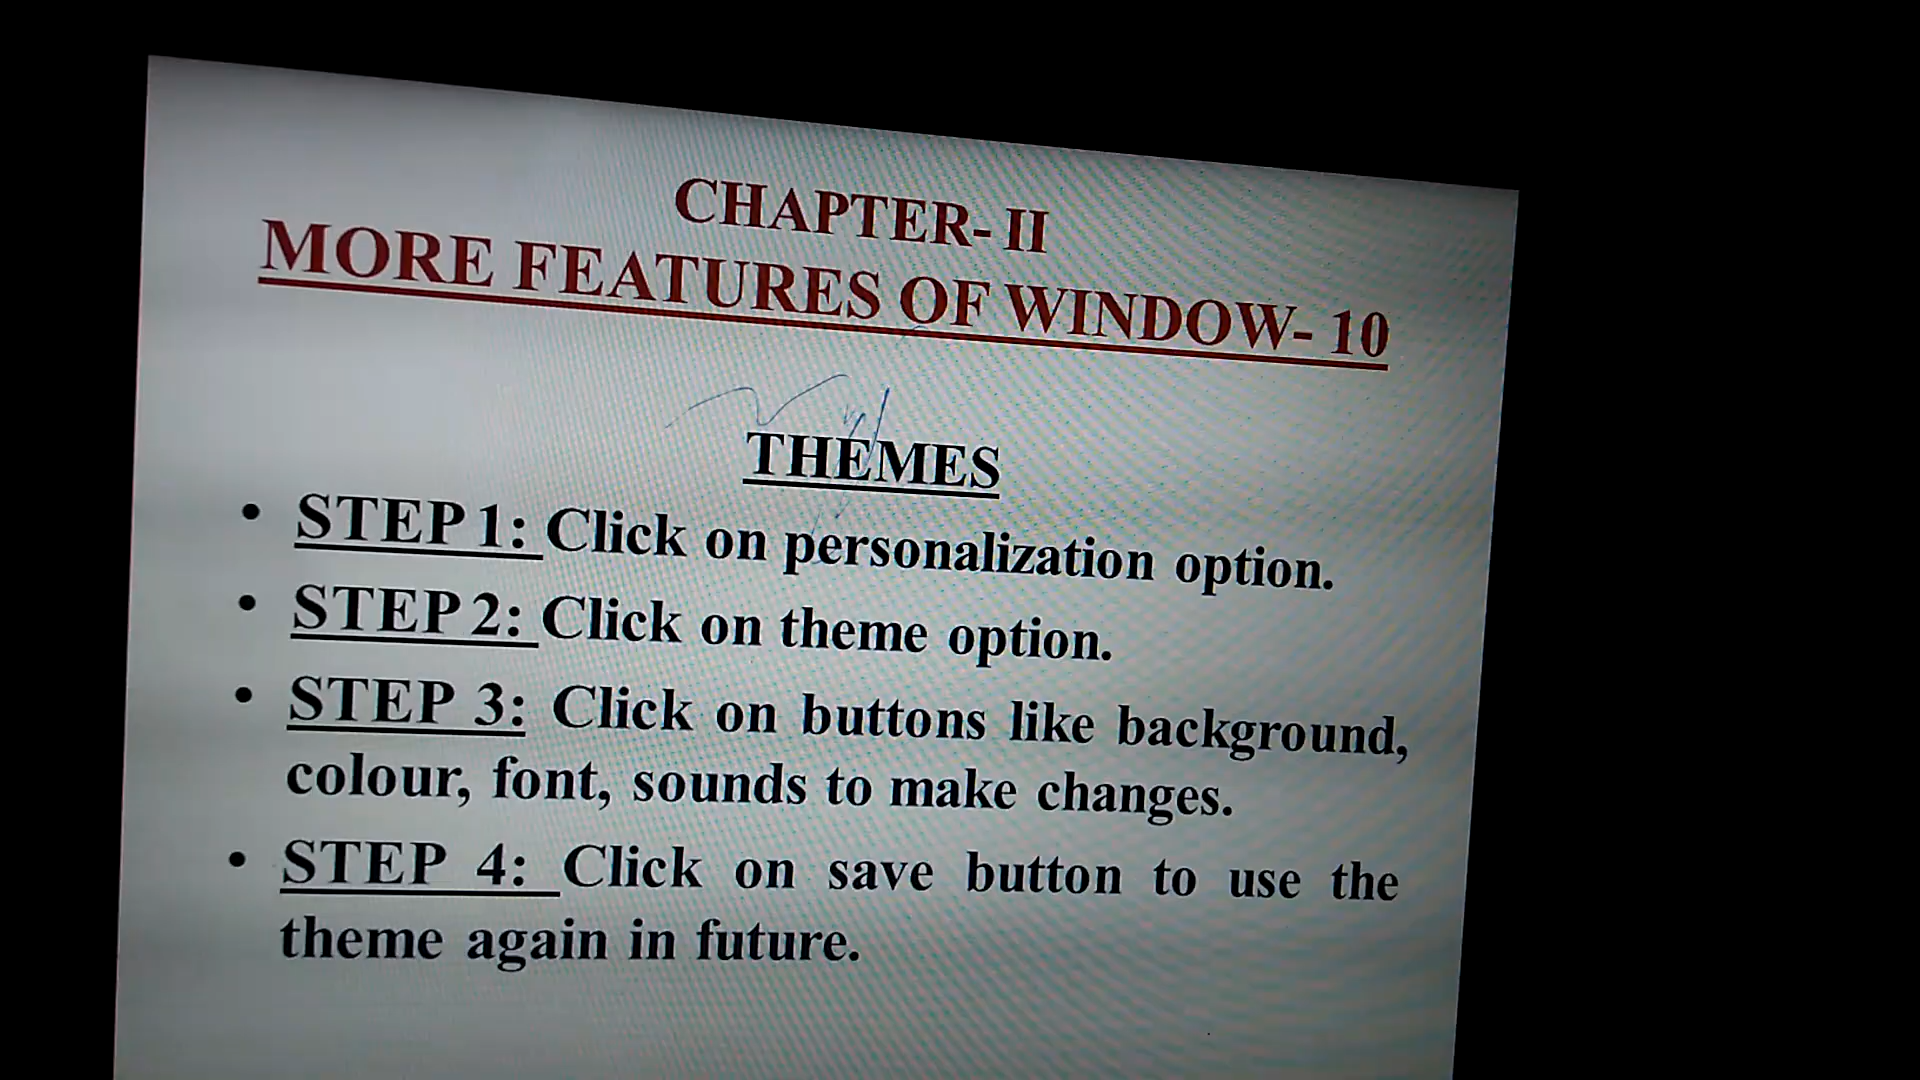 CHAPTER- II
MORE FEATURES OF WINDOW- 10
THEMES
• STEP 1: Click on personalization option.
• STEP 2: Click on theme option.
• STEP 3: Click on buttons like background,
colour, font, sounds to make changes.
• STEP 4: Click on save button to use the
theme again in future.